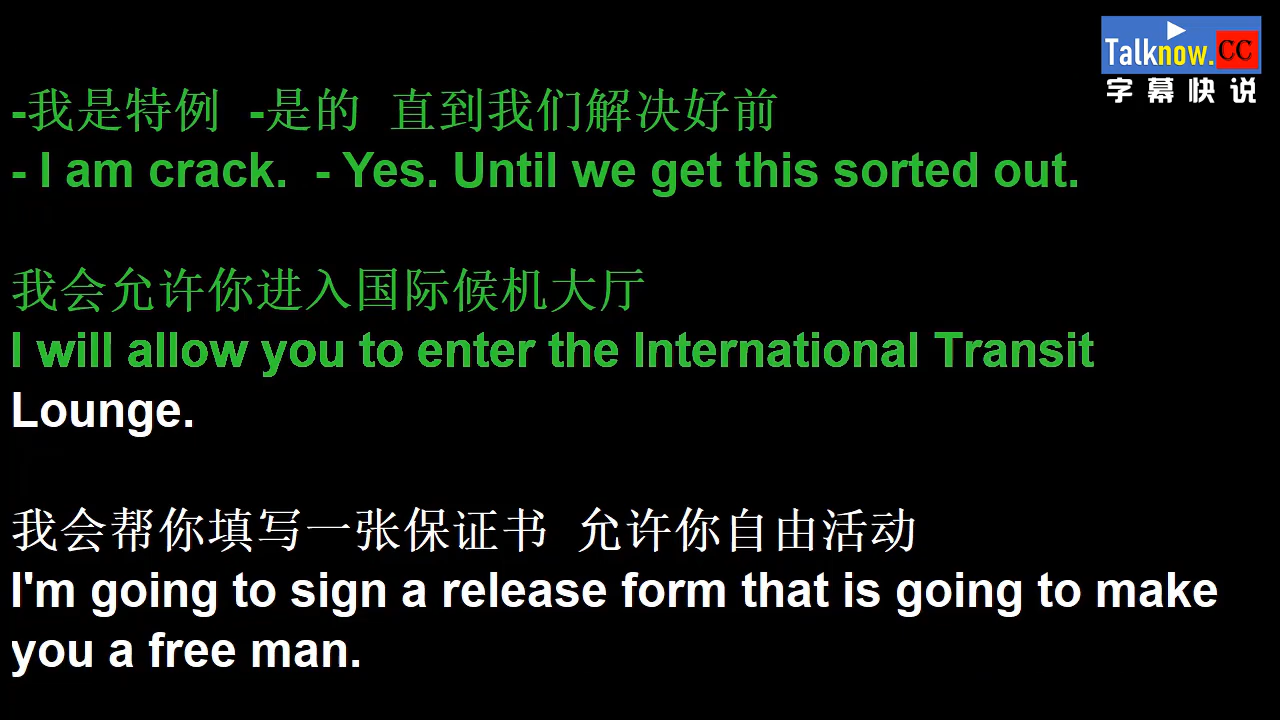 Talknow.CC
字幕快说
-我是特例 -是的 直到我们解决好前
- I am crack. - Yes. Until we get this sorted out.
我会允许你进入国际候机大厅
I will allow you to enter the International Transit
Lounge.
我会帮你填写一张保证书 允许你自由活动
I'm going to sign a release form that is going to make
you a free man.